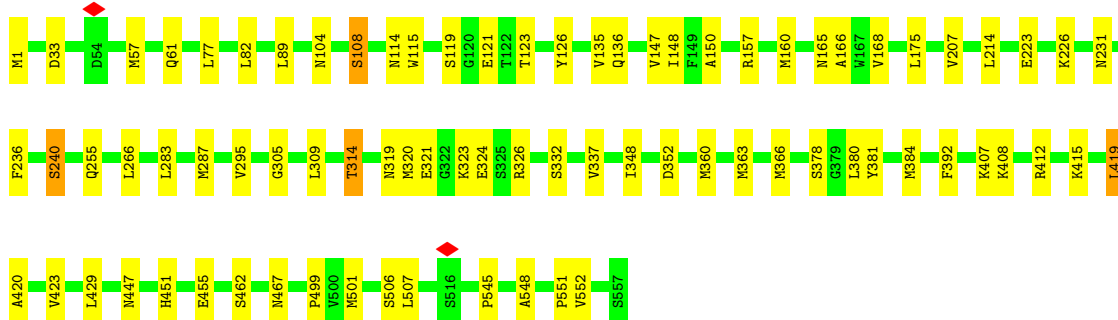 M1 D33 D54 M57 Q61 L77 L82 L89 N104 S108 N114 W115 S119 G120 E121 T122 T123 Y126 V135 Q136 V147 I148 F149 A150 R157 M160 N165 A166 W167 V168 L175 V207 L214 E223 K226 N231
F236 S240 Q255 L266 L283 M287 V295 G305 L309 T314 N319 M320 E321 G322 K323 E324 S325 R326 S332 V337 I348 D352 M360 M363 M366 S378 G379 L380 Y381 M384 F392 K407 K408 R412 K415 L419
A420 V423 L429 N447 H451 E455 S462 N467 P499 V500 M501 S506 L507 S516 P545 A548 P551 V552 S557